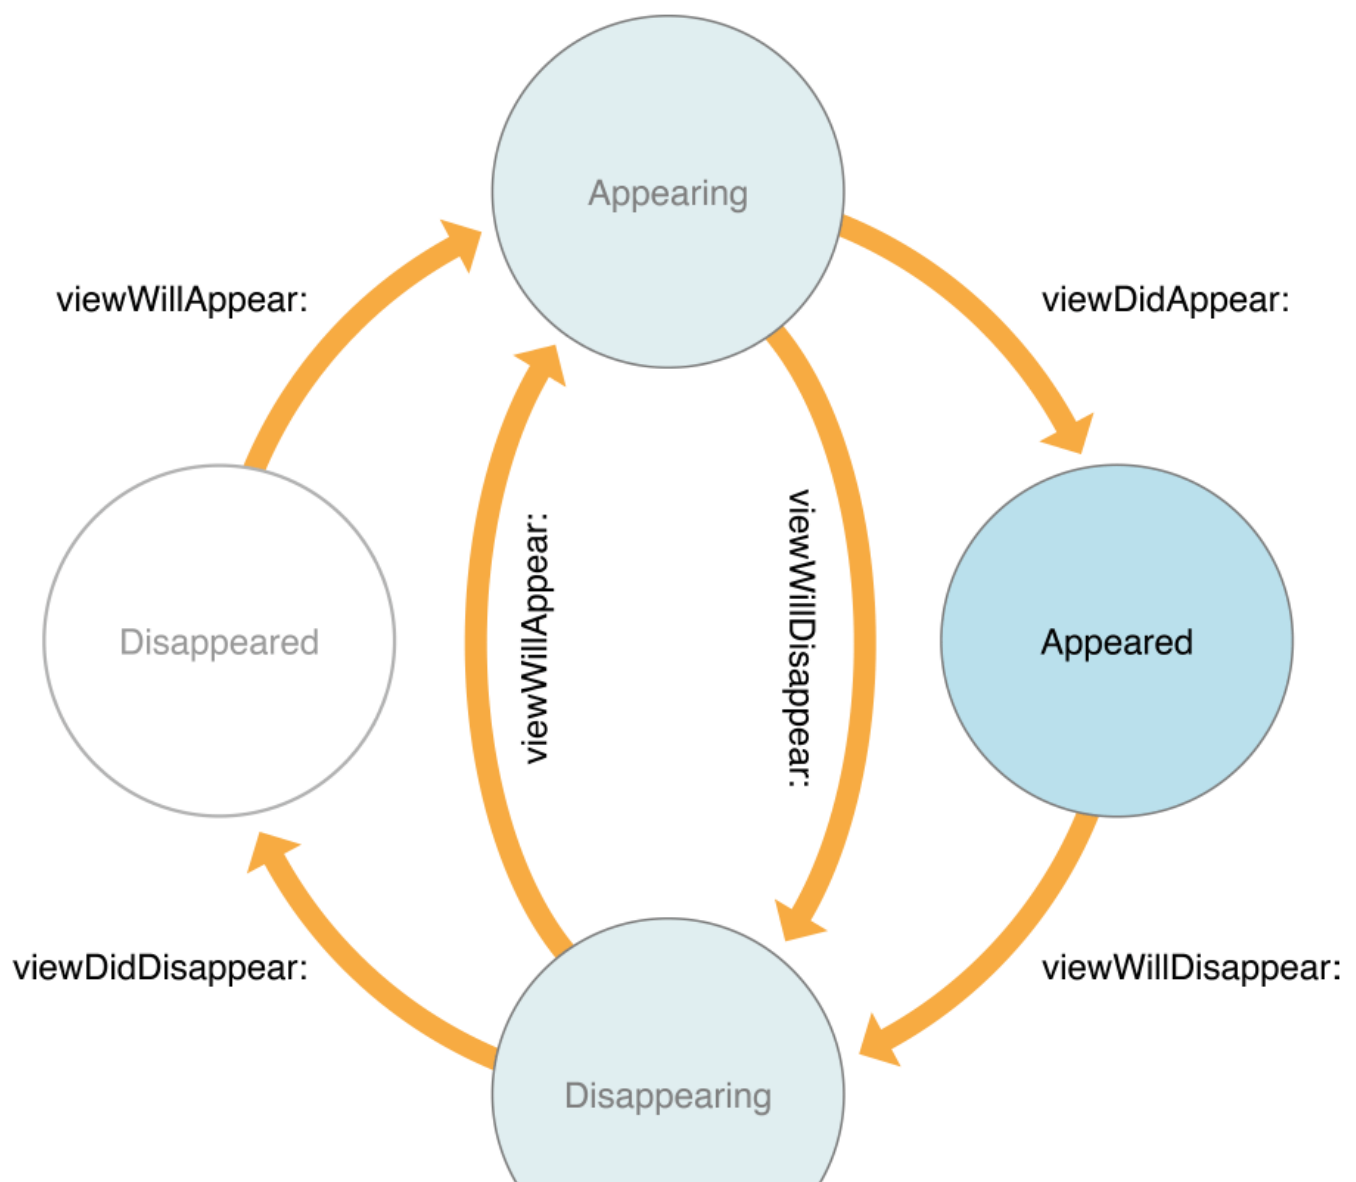 Appearing
viewWillAppear:
viewDidAppear:
viewWillAppear:
viewWillDisappear:
Disappeared
Appeared
viewDidDisappear:
viewWillDisappear:
Disappearing